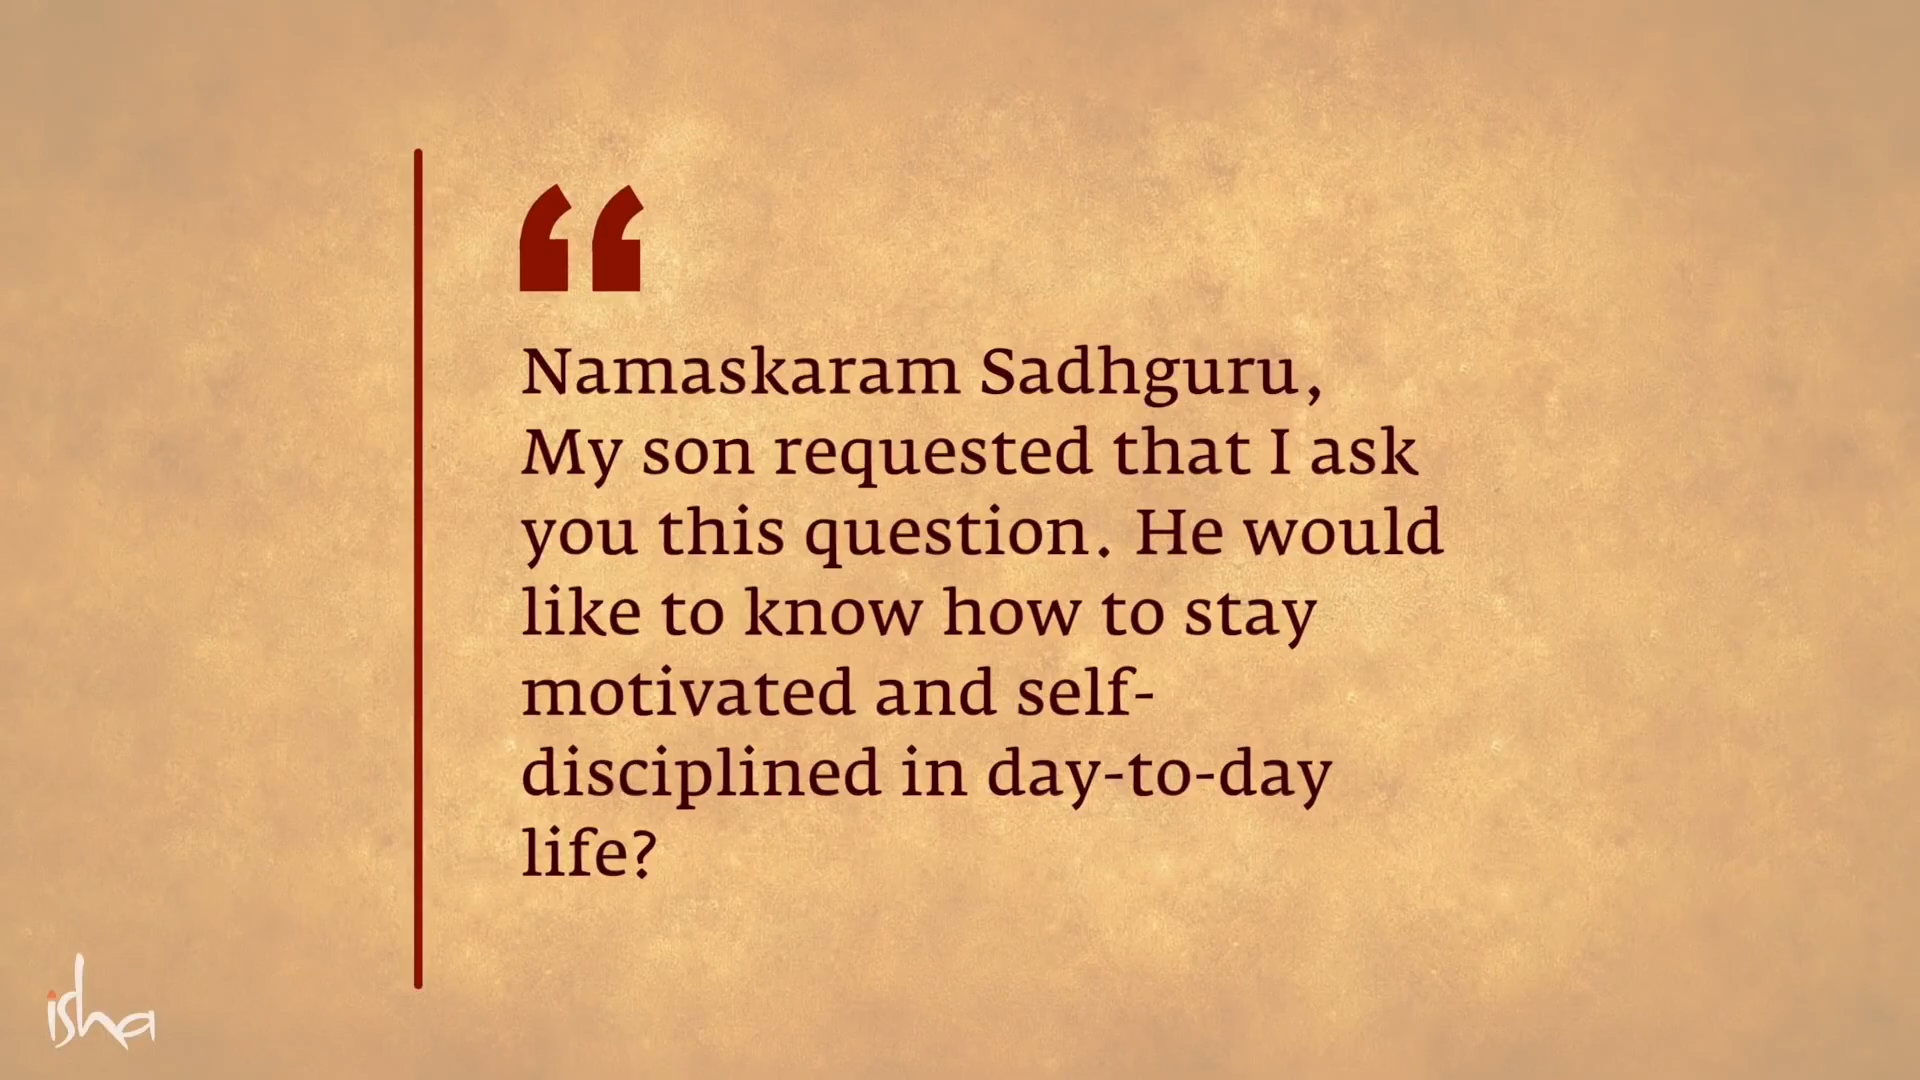 “
Namaskaram Sadhguru,
My son requested that I ask
you this question. He would
like to know how to stay
motivated and self-
disciplined in day-to-day
life?
isha